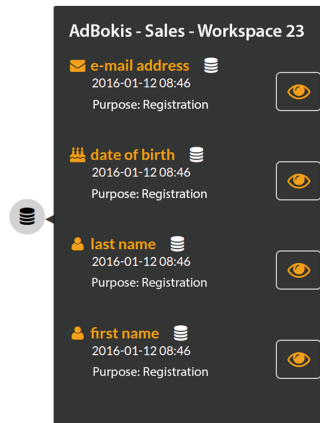 AdBokis - Sales - Workspace 23
e-mail address
2016-01-12 08:46
Purpose: Registration
date of birth
2016-01-12 08:46
Purpose: Registration
last name
2016-01-12 08:46
Purpose: Registration
first name
2016-01-12 08:46
Purpose: Registration